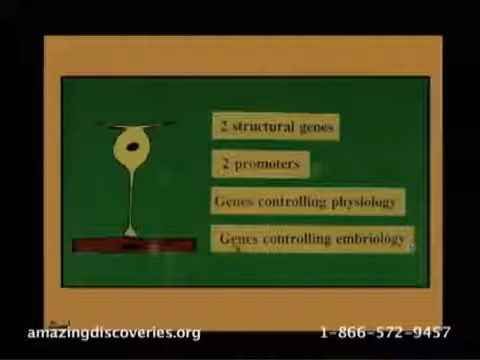 2 structural genes
2 promoters
Genes controlling physiology
Genes controlling embriology
amazingdiscoveries.org
1-866-572-9457